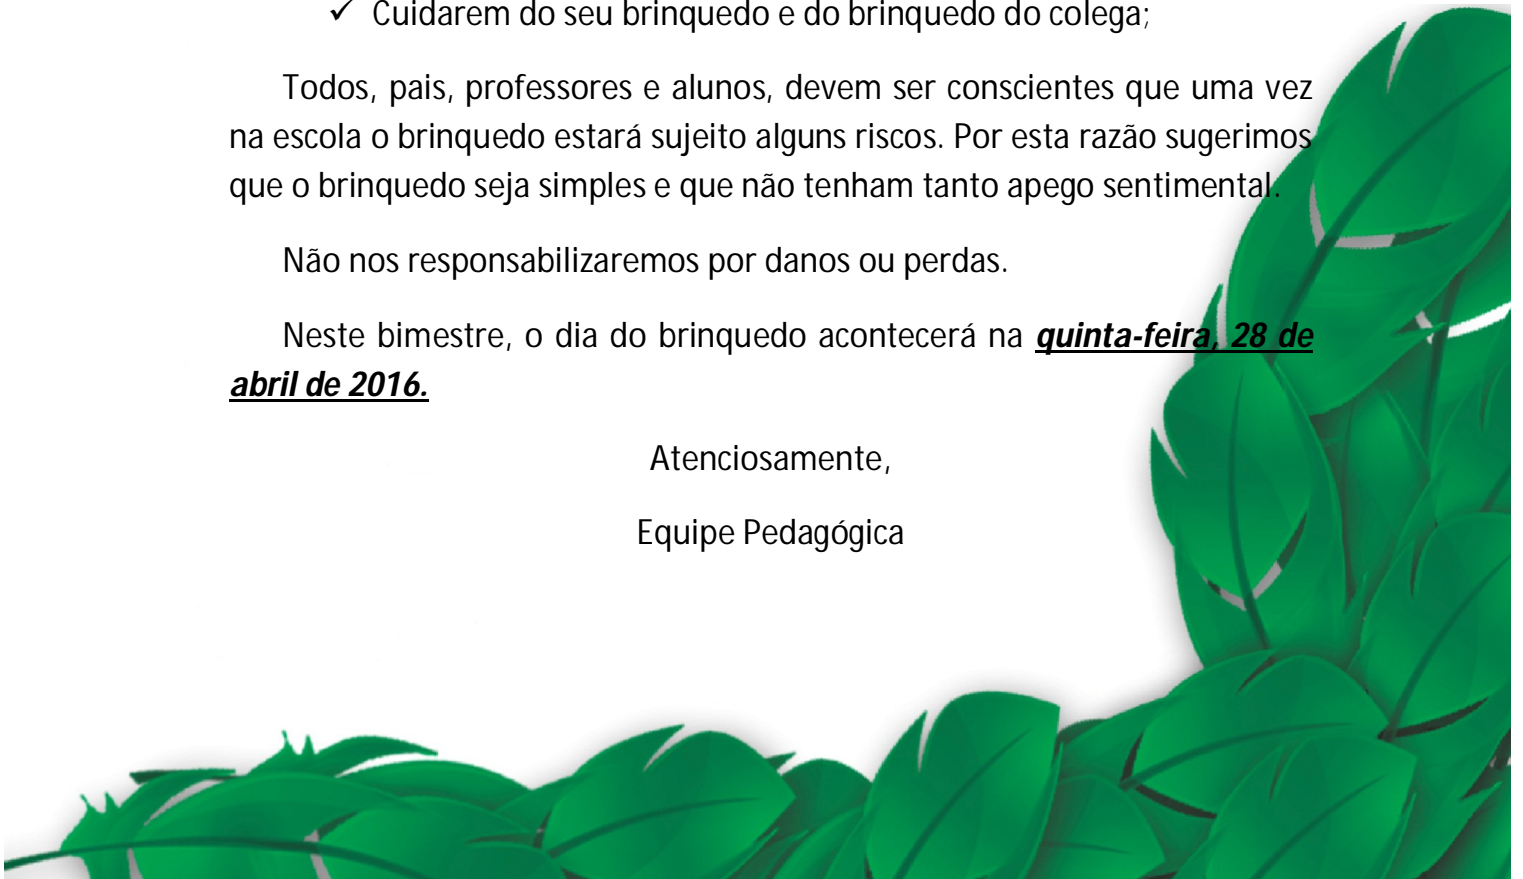 ✓ Cuidarem do seu brinquedo e do brinquedo do colega;
Todos, pais, professores e alunos, devem ser conscientes que uma vez
na escola o brinquedo estará sujeito alguns riscos. Por esta razão sugerimos
que o brinquedo seja simples e que não tenham tanto apego sentimental.
Não nos responsabilizaremos por danos ou perdas.
Neste bimestre, o dia do brinquedo acontecerá na quinta-feira, 28 de
abril de 2016.
Atenciosamente,
Equipe Pedagógica